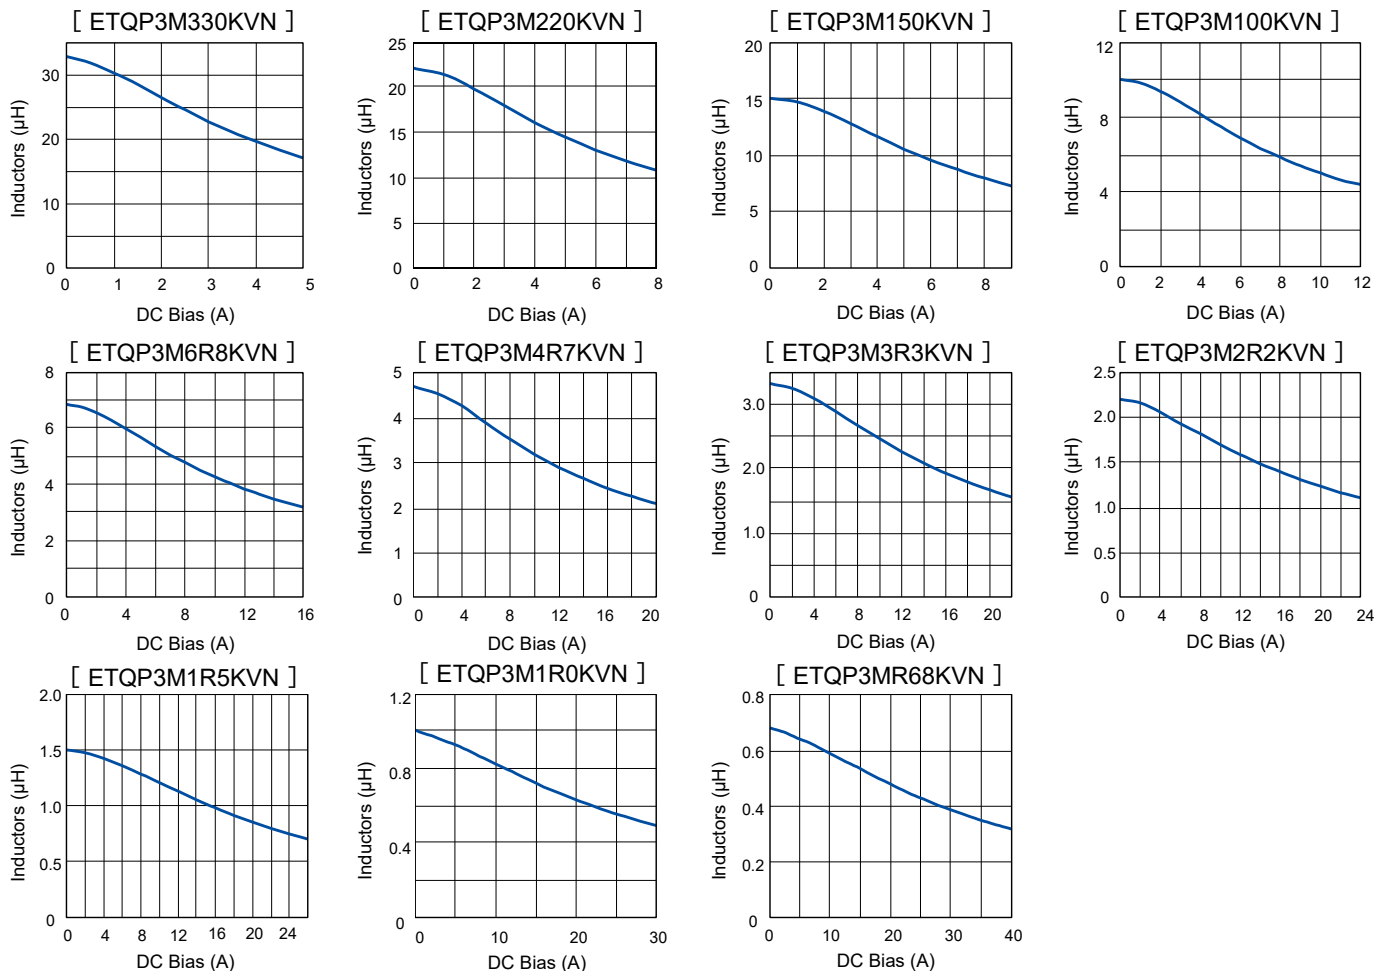 [ ETQP3M330KVN ]
30
20
10
0
0 1 2 3 4 5
Inductors (µH)
DC Bias (A)
[ ETQP3M220KVN ]
25
20
15
10
5
0
0 2 4 6 8
Inductors (µH)
DC Bias (A)
[ ETQP3M150KVN ]
20
15
10
5
0
0 2 4 6 8
Inductors (µH)
DC Bias (A)
[ ETQP3M100KVN ]
12
8
4
0
0 2 4 6 8 10 12
Inductors (µH)
DC Bias (A)
[ ETQP3M6R8KVN ]
8
6
4
2
0
0 4 8 12 16
Inductors (µH)
DC Bias (A)
[ ETQP3M4R7KVN ]
5
4
3
2
1
0
0 4 8 12 16 20
Inductors (µH)
DC Bias (A)
[ ETQP3M3R3KVN ]
3.0
2.0
1.0
0
0 4 8 12 16 20
Inductors (µH)
DC Bias (A)
[ ETQP3M2R2KVN ]
2.5
2.0
1.5
1.0
0.5
0
0 4 8 12 16 20 24
Inductors (µH)
DC Bias (A)
[ ETQP3M1R5KVN ]
2.0
1.5
1.0
0.5
0
0 4 8 12 16 20 24
Inductors (µH)
DC Bias (A)
[ ETQP3M1R0KVN ]
1.2
0.8
0.4
0
0 10 20 30
Inductors (µH)
DC Bias (A)
[ ETQP3MR68KVN ]
0.8
0.6
0.4
0.2
0
0 10 20 30 40
Inductors (µH)
DC Bias (A)